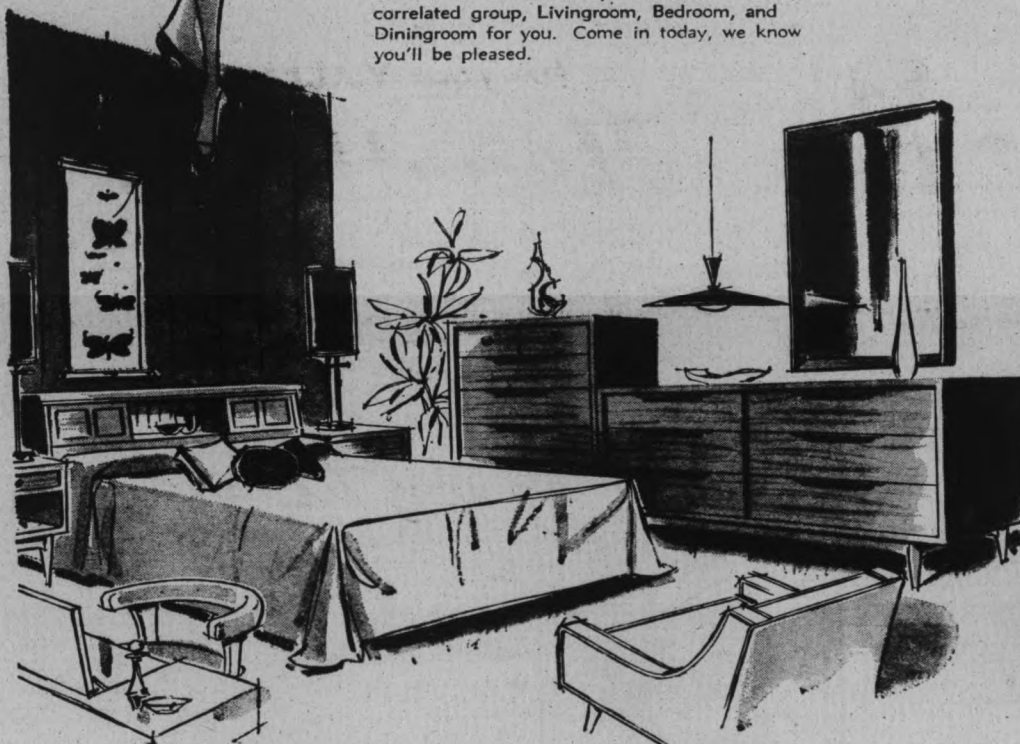 correlated group, Livingroom, Bedroom, and
Diningroom for you. Come in today, we know
you'll be pleased.